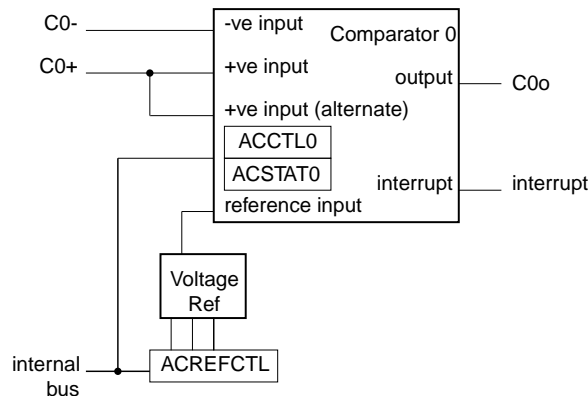 C0-
-ve input
Comparator 0
C0+
+ve input
output
C0o
+ve input (alternate)
ACCTL0
ACSTAT0
interrupt
interrupt
reference input
Voltage
Ref
internal
bus
ACREFCTL